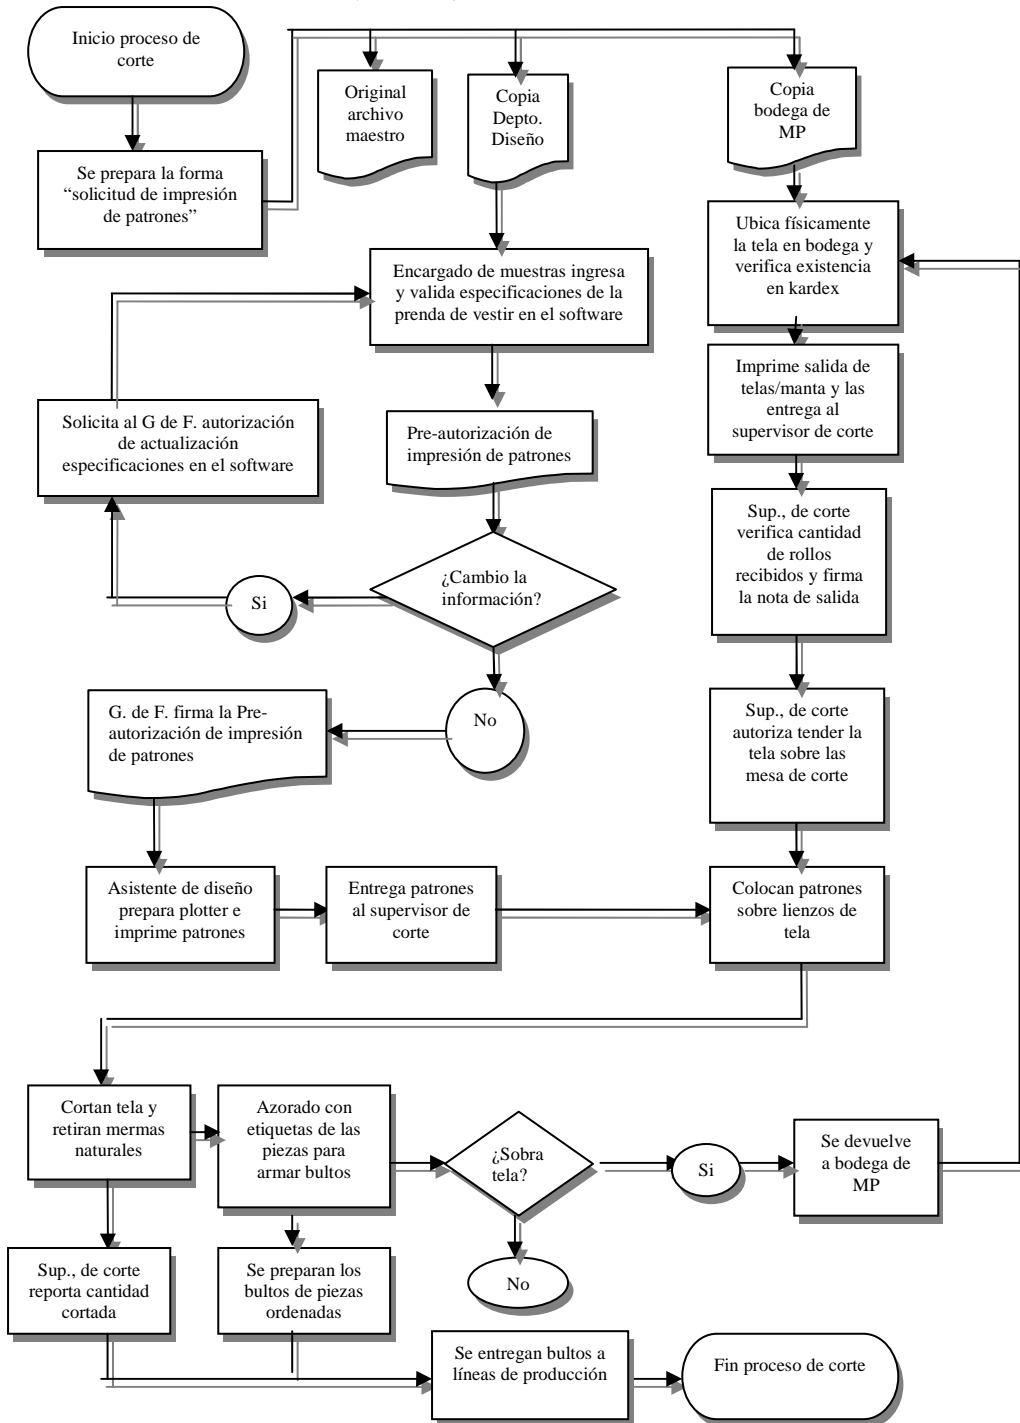 Inicio proceso de
corte
Original
archivo
maestro
Copia
Depto.
Diseño
Copia
bodega de
MP
Se prepara la forma
“solicitud de impresión
de patrones”
Ubica físicamente
la tela en bodega y
verifica existencia
en kardex
Encargado de muestras ingresa
y valida especificaciones de la
prenda de vestir en el software
Imprime salida de
telas/manta y las
entrega al
supervisor de corte
Solicita al G de F. autorización
de actualización
especificaciones en el software
Pre-autorización de
impresión de patrones
Sup., de corte
verifica cantidad
de rollos
recibidos y firma
la nota de salida
¿Cambio la
información?
Si
No
G. de F. firma la Pre-
autorización de impresión
de patrones
Sup., de corte
autoriza tender la
tela sobre las
mesa de corte
Asistente de diseño
prepara plotter e
imprime patrones
Entrega patrones
al supervisor de
corte
Colocan patrones
sobre lienzos de
tela
Cortan tela y
retiran mermas
naturales
Azorado con
etiquetas de las
piezas para
armar bultos
¿Sobra
tela?
Si
Se devuelve
a bodega de
MP
Sup., de corte
reporta cantidad
cortada
Se preparan los
bultos de piezas
ordenadas
No
Se entregan bultos a
líneas de producción
Fin proceso de corte